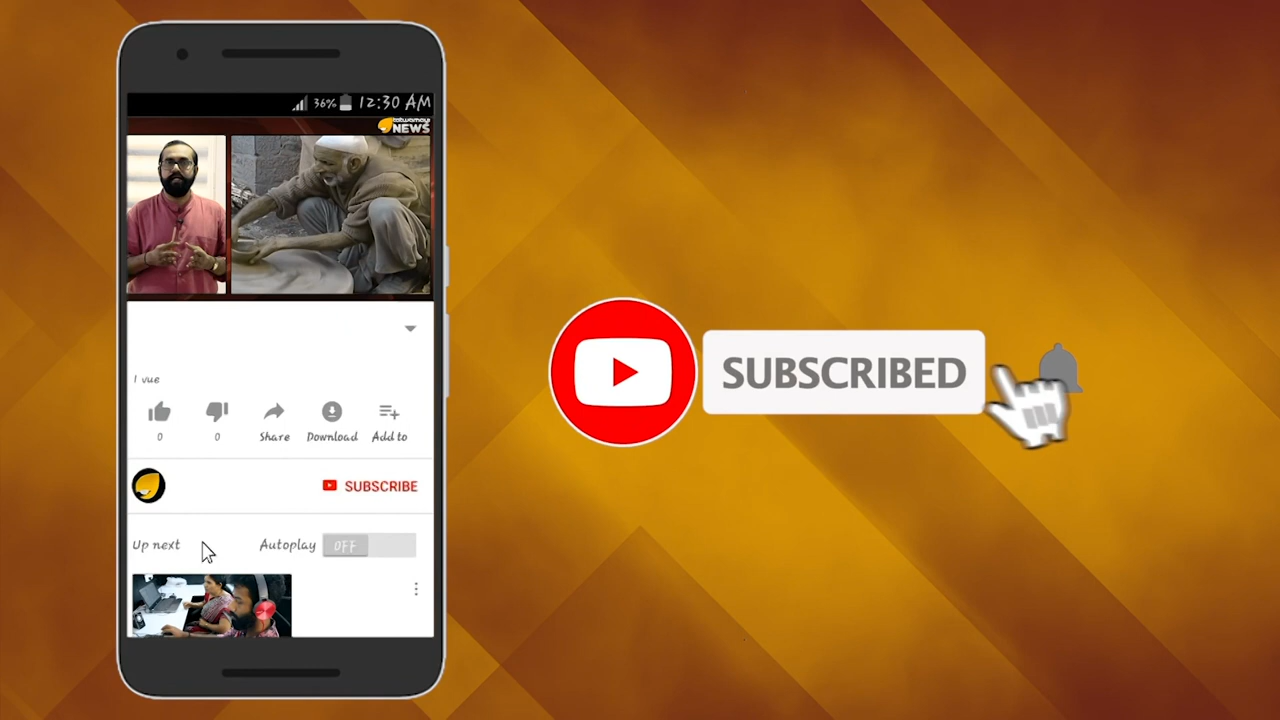 36% 12:30 AM
tatwamayi
NEWS
1 vue
0
0
Share
Download
Add to
SUBSCRIBE
Up next
Autoplay
OFF
SUBSCRIBED